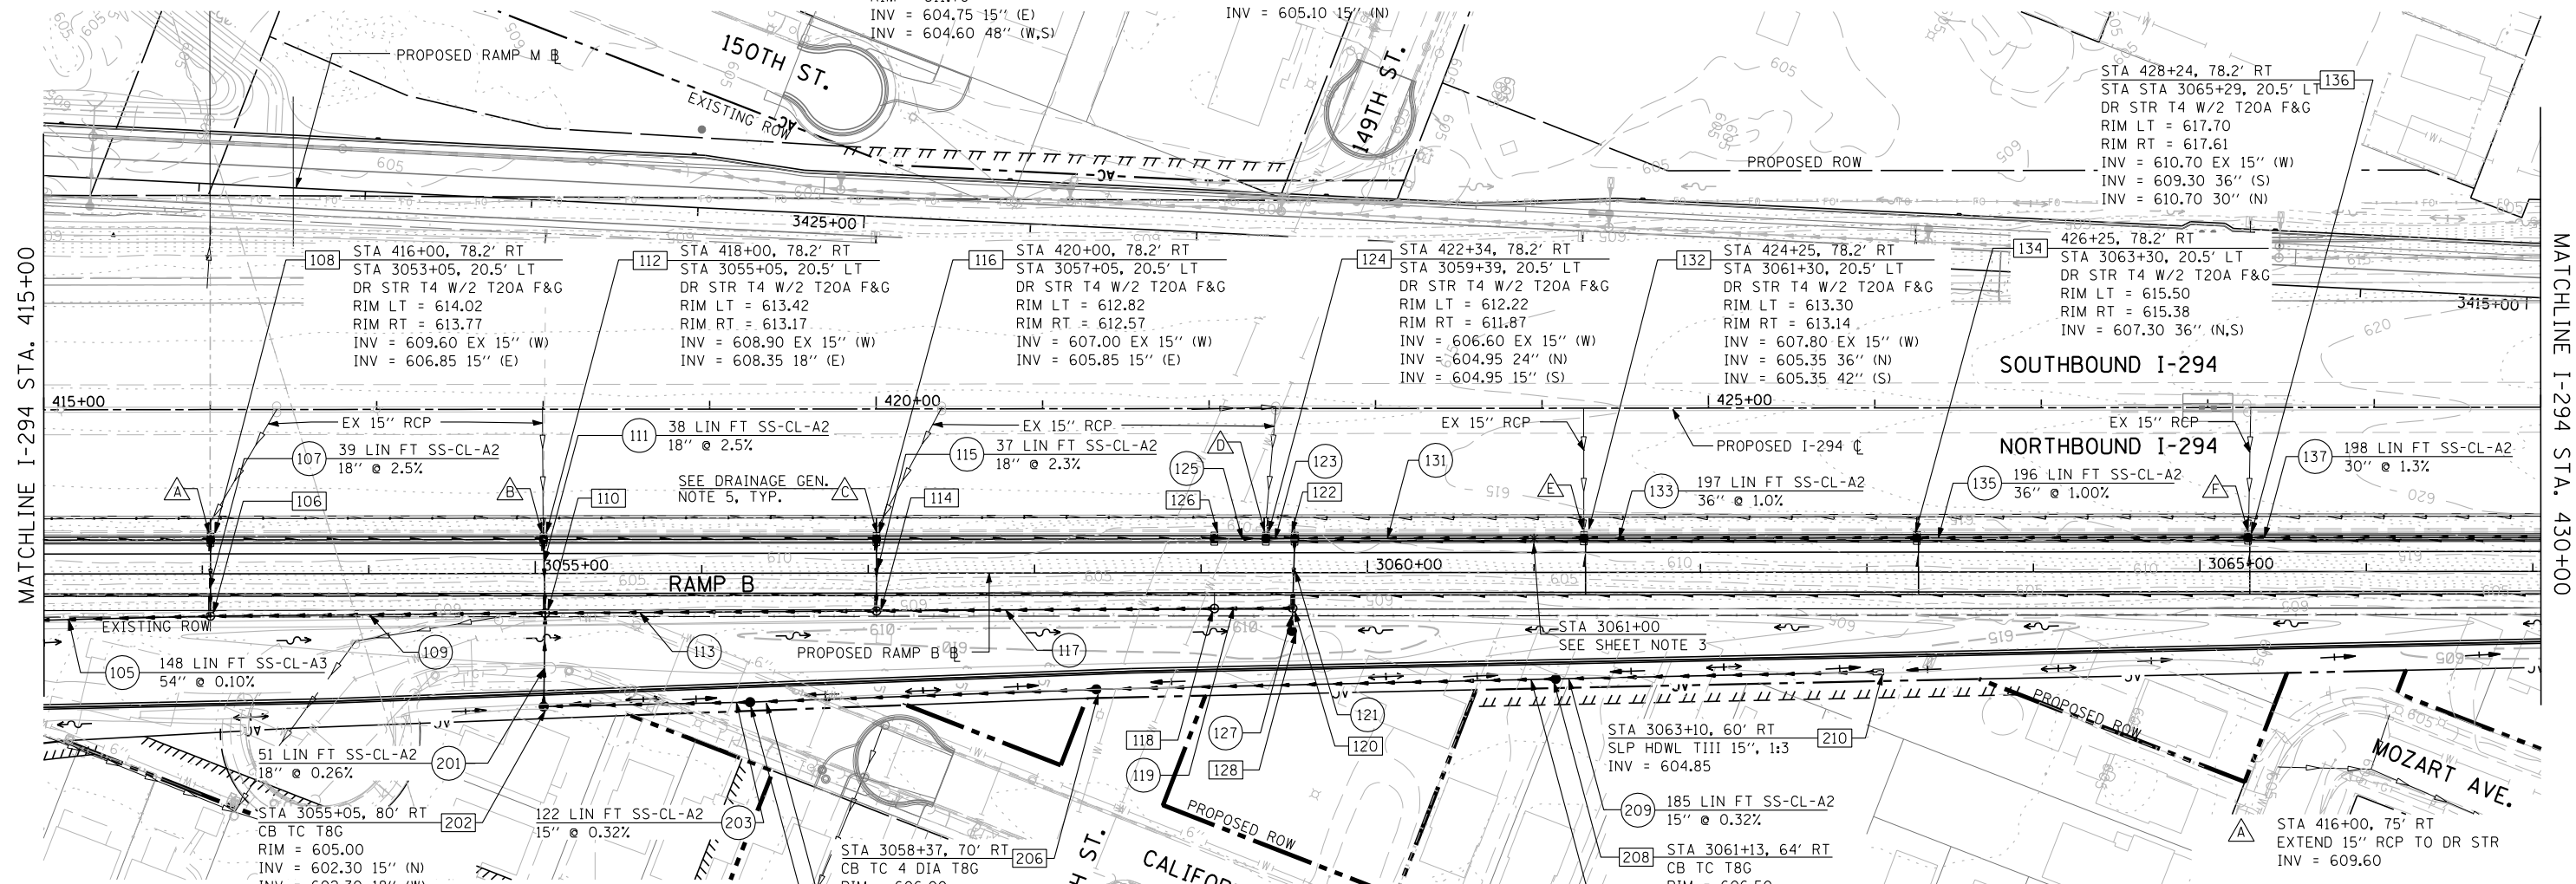 INV = 604.75 15'' (E)
INV = 604.60 48'' (W,S)
INV = 605.10 15'' (N)
PROPOSED RAMP M ⅊
150TH ST.
149TH ST.
EXISTING ROW
AC
AC
605
605
605
605
PROPOSED ROW
STA 428+24, 78.2' RT
STA STA 3065+29, 20.5' LT
136
DR STR T4 W/2 T20A F&G
RIM LT = 617.70
RIM RT = 617.61
INV = 610.70 EX 15'' (W)
INV = 609.30 36'' (S)
INV = 610.70 30'' (N)
3425+00
3415+00
MATCHLINE I-294 STA. 415+00
MATCHLINE I-294 STA. 430+00
108
STA 416+00, 78.2' RT
STA 3053+05, 20.5' LT
DR STR T4 W/2 T20A F&G
RIM LT = 614.02
RIM RT = 613.77
INV = 609.60 EX 15'' (W)
INV = 606.85 15'' (E)
112
STA 418+00, 78.2' RT
STA 3055+05, 20.5' LT
DR STR T4 W/2 T20A F&G
RIM LT = 613.42
RIM RT = 613.17
INV = 608.90 EX 15'' (W)
INV = 608.35 18'' (E)
116
STA 420+00, 78.2' RT
STA 3057+05, 20.5' LT
DR STR T4 W/2 T20A F&G
RIM LT = 612.82
RIM RT = 612.57
INV = 607.00 EX 15'' (W)
INV = 605.85 15'' (E)
124
STA 422+34, 78.2' RT
STA 3059+39, 20.5' LT
DR STR T4 W/2 T20A F&G
RIM LT = 612.22
RIM RT = 611.87
INV = 606.60 EX 15'' (W)
INV = 604.95 24'' (N)
INV = 604.95 15'' (S)
132
STA 424+25, 78.2' RT
STA 3061+30, 20.5' LT
DR STR T4 W/2 T20A F&G
RIM LT = 613.30
RIM RT = 613.14
INV = 607.80 EX 15'' (W)
INV = 605.35 36'' (N)
INV = 605.35 42'' (S)
134
426+25, 78.2' RT
STA 3063+30, 20.5' LT
DR STR T4 W/2 T20A F&G
RIM LT = 615.50
RIM RT = 615.38
INV = 607.30 36'' (N,S)
620
615
SOUTHBOUND I-294
415+00
420+00
425+00
EX 15'' RCP
EX 15'' RCP
EX 15'' RCP
EX 15'' RCP
PROPOSED I-294 ℄
NORTHBOUND I-294
107
39 LIN FT SS-CL-A2
18'' @ 2.5%
111
38 LIN FT SS-CL-A2
18'' @ 2.5%
115
37 LIN FT SS-CL-A2
18'' @ 2.3%
SEE DRAINAGE GEN.
NOTE 5, TYP.
A
B
C
D
E
F
106
110
114
125
126
123
122
131
133
197 LIN FT SS-CL-A2
36'' @ 1.0%
135
196 LIN FT SS-CL-A2
36'' @ 1.00%
137
198 LIN FT SS-CL-A2
30'' @ 1.3%
615
620
610
605
605
605
610
3055+00
3060+00
3065+00
RAMP B
EXISTING ROW
105
148 LIN FT SS-CL-A3
54'' @ 0.10%
109
113
PROPOSED RAMP B ⅊
117
STA 3061+00
SEE SHEET NOTE 3
610
610
615
51 LIN FT SS-CL-A2
18'' @ 0.26%
201
STA 3055+05, 80' RT
202
CB TC T8G
RIM = 605.00
INV = 602.30 15'' (N)
INV = 602.30 18'' (W)
122 LIN FT SS-CL-A2
15'' @ 0.32%
203
STA 3058+37, 70' RT
206
CB TC 4 DIA T8G
118
119
127
128
121
120
STA 3063+10, 60' RT
210
SLP HDWL TIII 15'', 1:3
INV = 604.85
209
185 LIN FT SS-CL-A2
15'' @ 0.32%
208
STA 3061+13, 64' RT
CB TC T8G
PROPOSED ROW
PROPOSED ROW
MOZART AVE.
H ST.
CALIFOR
A
STA 416+00, 75' RT
EXTEND 15'' RCP TO DR STR
INV = 609.60